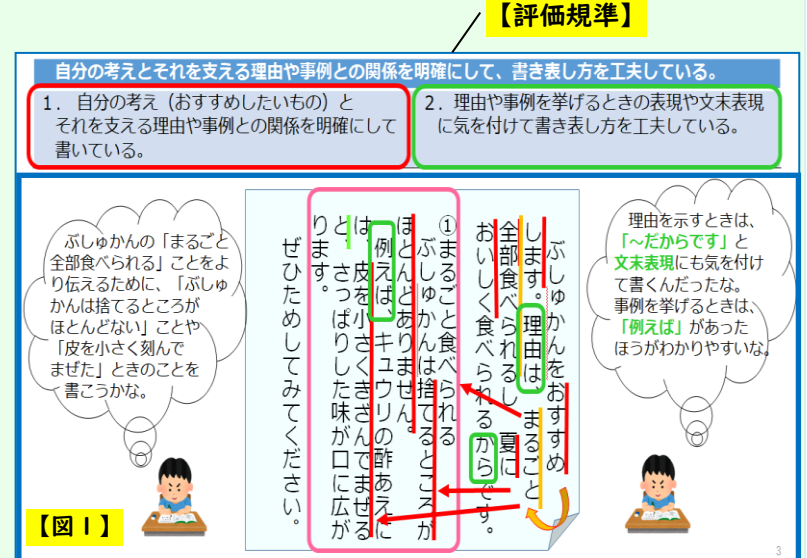 【評価規準】
自分の考えとそれを支える理由や事例との関係を明確にして、書き表し方を工夫している。
1. 自分の考え（おすすめしたいもの）と
それを支える理由や事例との関係を明確にして
書いている。
2. 理由や事例を挙げるときの表現や文末表現
に気を付けて書き表し方を工夫している。
理由を示すときは、
「～だからです」と
文末表現にも気を付け
て書くんだったな。
事例を挙げるときは、
「例えば」があった
ほうがわかりやすいな。
ぶしゅかんをおすすめ
します。理由は、まるごと
全部食べられるし、夏に
おいしく食べられるからです。
①まるごと食べられる
ぶしゅかんは捨てるところが
ほとんどありません。
例えば、キュウリの酢あえに
は、皮を小さくきざんでまぜる
と、さっぱりした味が口に広が
ります。
ぜひためしてみてください。
ぶしゅかんの「まるごと
全部食べられる」ことをよ
り伝えるために、「ぶしゅ
かんは捨てるところが
ほとんどない」ことや
「皮を小さく刻んで
まぜた」ときのことを
書こうかな。
【図1】
3